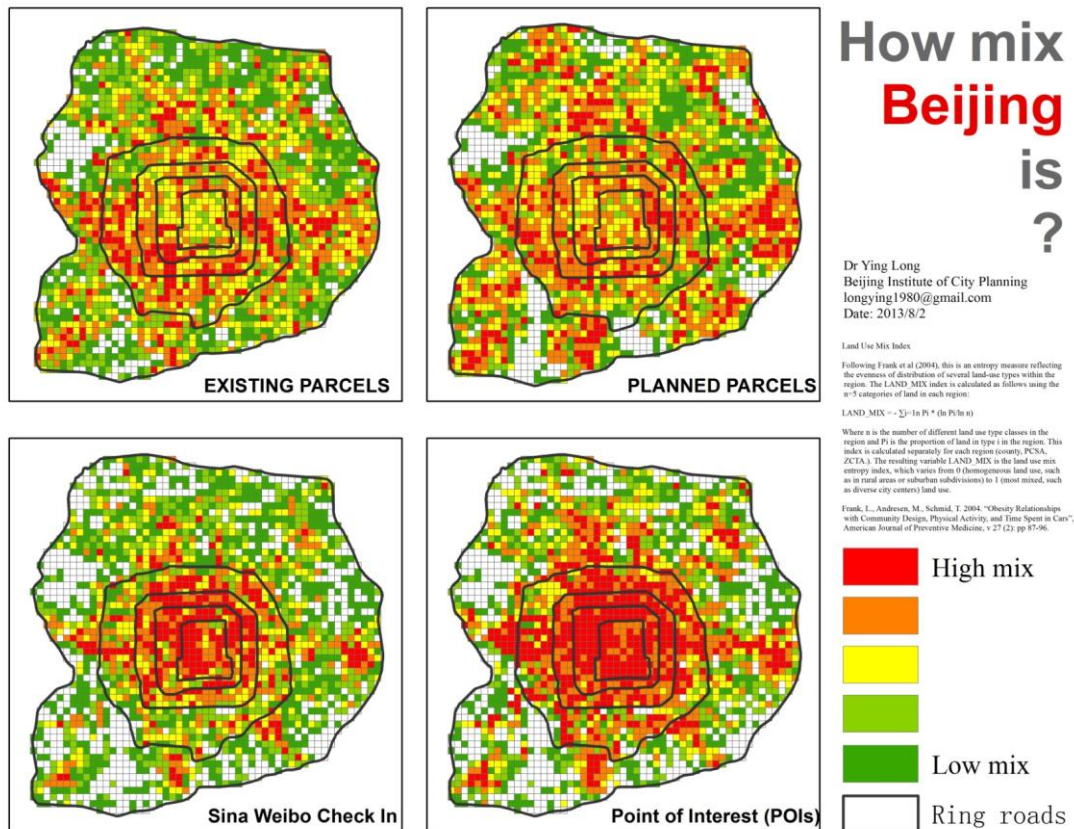 How mix
Beijing
is
?
Dr Ying Long
Beijing Institute of City Planning
longying1980@gmail.com
Date: 2013/8/2
Land Use Mix Index
Following Frank et al (2004), this is an entropy measure reflecting
the evenness of distribution of several land-use types within the
region. The LAND_MIX index is calculated as follows using the
n=5 categories of land in each region:
LAND_MIX = - ∑i=1n Pi * (ln Pi/ln n)
Where n is the number of different land use type classes in the
region and Pi is the proportion of land in type i in the region. This
index is calculated separately for each region (county, PCSA,
ZCTA.). The resulting variable LAND_MIX is the land use mix
entropy index, which varies from 0 (homogeneous land use, such
as in rural areas or suburban subdivisions) to 1 (most mixed, such
as diverse city centers) land use.
Frank, L., Andresen, M., Schmid, T. 2004. “Obesity Relationships
with Community Design, Physical Activity, and Time Spent in Cars”,
American Journal of Preventive Medicine, v 27 (2): pp 87-96.
EXISTING PARCELS
PLANNED PARCELS
Sina Weibo Check In
Point of Interest (POIs)
High mix
Low mix
Ring roads